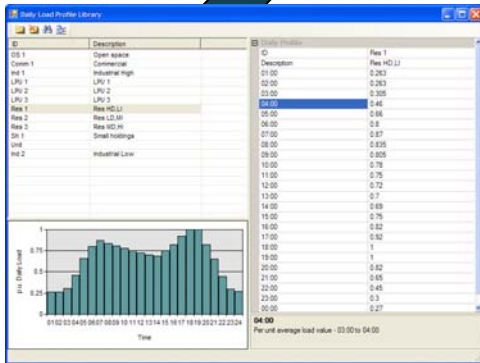 Daily Load Profile Library
ID Description
OS 1 Open space
Comm 1 Commercial
Ind 1 Industrial High
LPU 1 LPU 1
LPU 2 LPU 2
LPU 3 LPU 3
Res 1 Res HD,LI
Res 2 Res LD,MI
Res 3 Res MD,HI
Sh 1 Small holdings
Und
Ind 2 Industrial Low
p.u. Daily Load
1
0.75
0.5
0.25
01 02 03 04 05 06 07 08 09 10 11 12 13 14 15 16 17 18 19 20 21 22 23 24
Time
Daily Profile
ID Res 1
Description Res HD,LI
01:00 0.263
02:00 0.263
03:00 0.305
04:00 0.46
05:00 0.66
06:00 0.8
07:00 0.87
08:00 0.835
09:00 0.805
10:00 0.78
11:00 0.75
12:00 0.72
13:00 0.7
14:00 0.69
15:00 0.75
16:00 0.82
17:00 0.92
18:00 1
19:00 1
20:00 0.82
21:00 0.65
22:00 0.45
23:00 0.3
00:00 0.27
04:00
Per unit average load value - 03:00 to 04:00